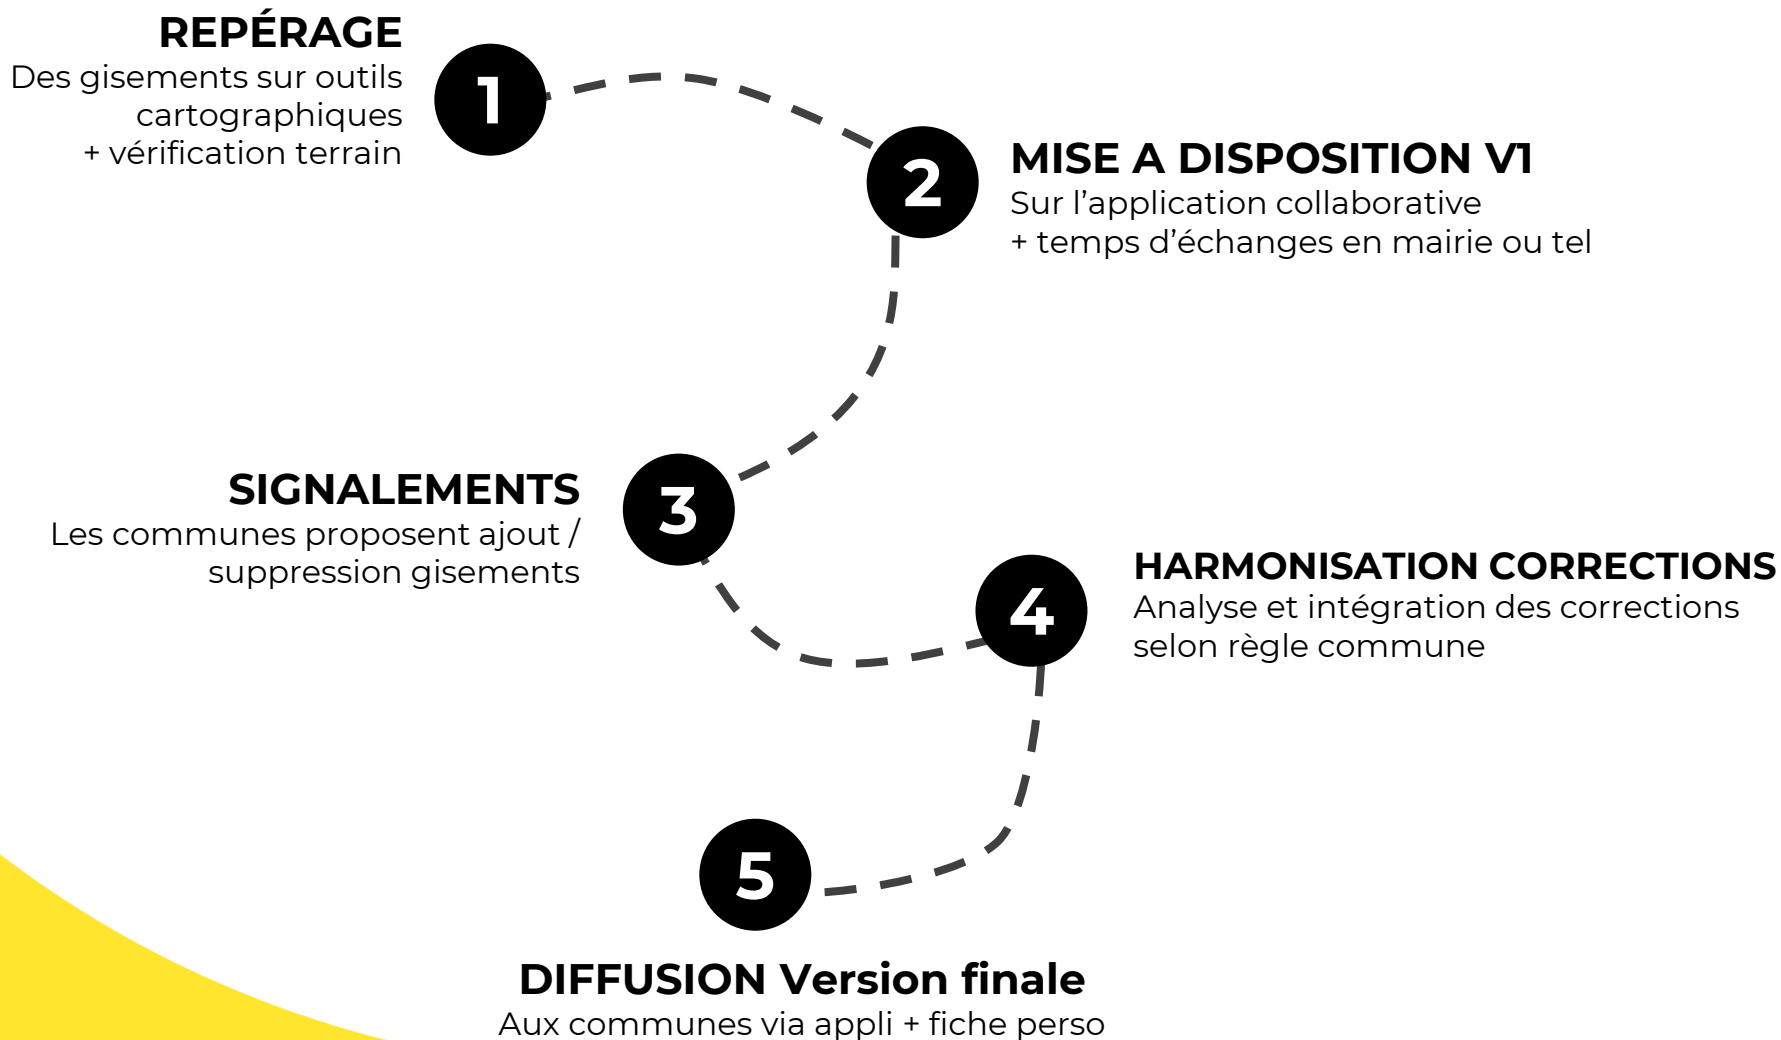 REPÉRAGE
Des gisements sur outils
cartographiques
+ vérification terrain
1
2
MISE A DISPOSITION V1
Sur l’application collaborative
+ temps d’échanges en mairie ou tel
SIGNALEMENTS
Les communes proposent ajout /
suppression gisements
3
4
HARMONISATION CORRECTIONS
Analyse et intégration des corrections
selon règle commune
5
DIFFUSION Version finale
Aux communes via appli + fiche perso